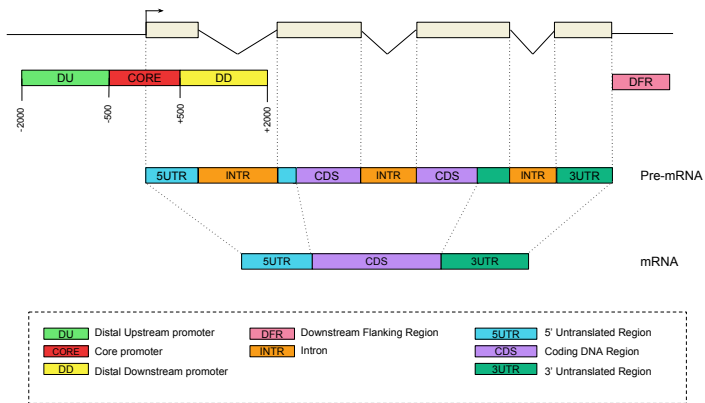 DU CORE DD
DFR
-2000 -500 +500 +2000
5UTR INTR CDS INTR CDS INTR 3UTR Pre-mRNA
5UTR CDS 3UTR mRNA
DU Distal Upstream promoter DFR Downstream Flanking Region 5UTR 5' Untranslated Region
CORE Core promoter INTR Intron CDS Coding DNA Region
DD Distal Downstream promoter 3UTR 3' Untranslated Region